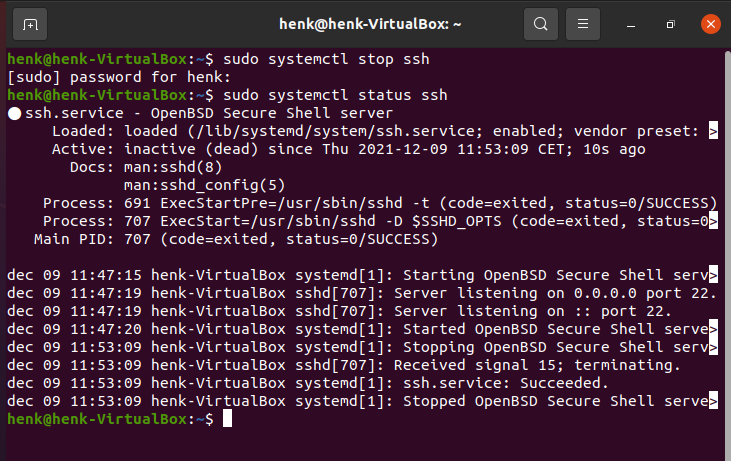 henk@henk-VirtualBox: ~
henk@henk-VirtualBox:~$ sudo systemctl stop ssh
[sudo] password for henk:
henk@henk-VirtualBox:~$ sudo systemctl status ssh
● ssh.service - OpenBSD Secure Shell server
     Loaded: loaded (/lib/systemd/system/ssh.service; enabled; vendor preset: >
     Active: inactive (dead) since Thu 2021-12-09 11:53:09 CET; 10s ago
       Docs: man:sshd(8)
             man:sshd_config(5)
    Process: 691 ExecStartPre=/usr/sbin/sshd -t (code=exited, status=0/SUCCESS)
    Process: 707 ExecStart=/usr/sbin/sshd -D $SSHD_OPTS (code=exited, status=0>
   Main PID: 707 (code=exited, status=0/SUCCESS)
dec 09 11:47:15 henk-VirtualBox systemd[1]: Starting OpenBSD Secure Shell serv>
dec 09 11:47:19 henk-VirtualBox sshd[707]: Server listening on 0.0.0.0 port 22.
dec 09 11:47:19 henk-VirtualBox sshd[707]: Server listening on :: port 22.
dec 09 11:47:20 henk-VirtualBox systemd[1]: Started OpenBSD Secure Shell serve>
dec 09 11:53:09 henk-VirtualBox systemd[1]: Stopping OpenBSD Secure Shell serv>
dec 09 11:53:09 henk-VirtualBox sshd[707]: Received signal 15; terminating.
dec 09 11:53:09 henk-VirtualBox systemd[1]: ssh.service: Succeeded.
dec 09 11:53:09 henk-VirtualBox systemd[1]: Stopped OpenBSD Secure Shell serve>
henk@henk-VirtualBox:~$